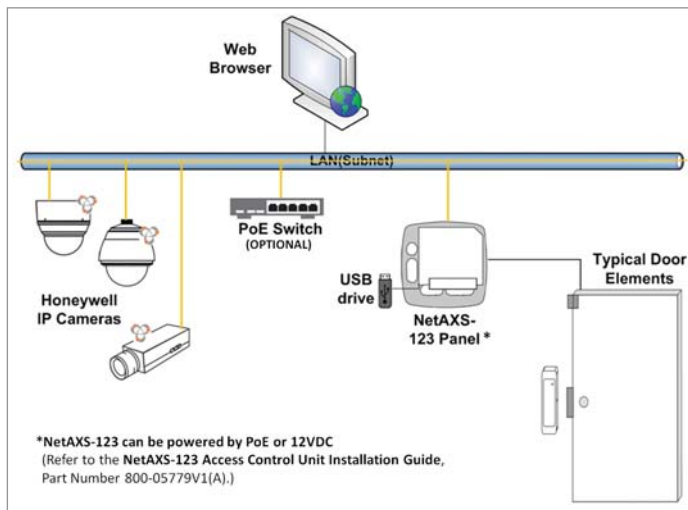 Web
Browser
LAN(Subnet)
PoE Switch
(OPTIONAL)
Honeywell
IP Cameras
USB
drive
NetAXS-
123 Panel *
Typical Door
Elements
*NetAXS-123 can be powered by PoE or 12VDC
(Refer to the NetAXS-123 Access Control Unit Installation Guide,
Part Number 800-05779V1(A).)